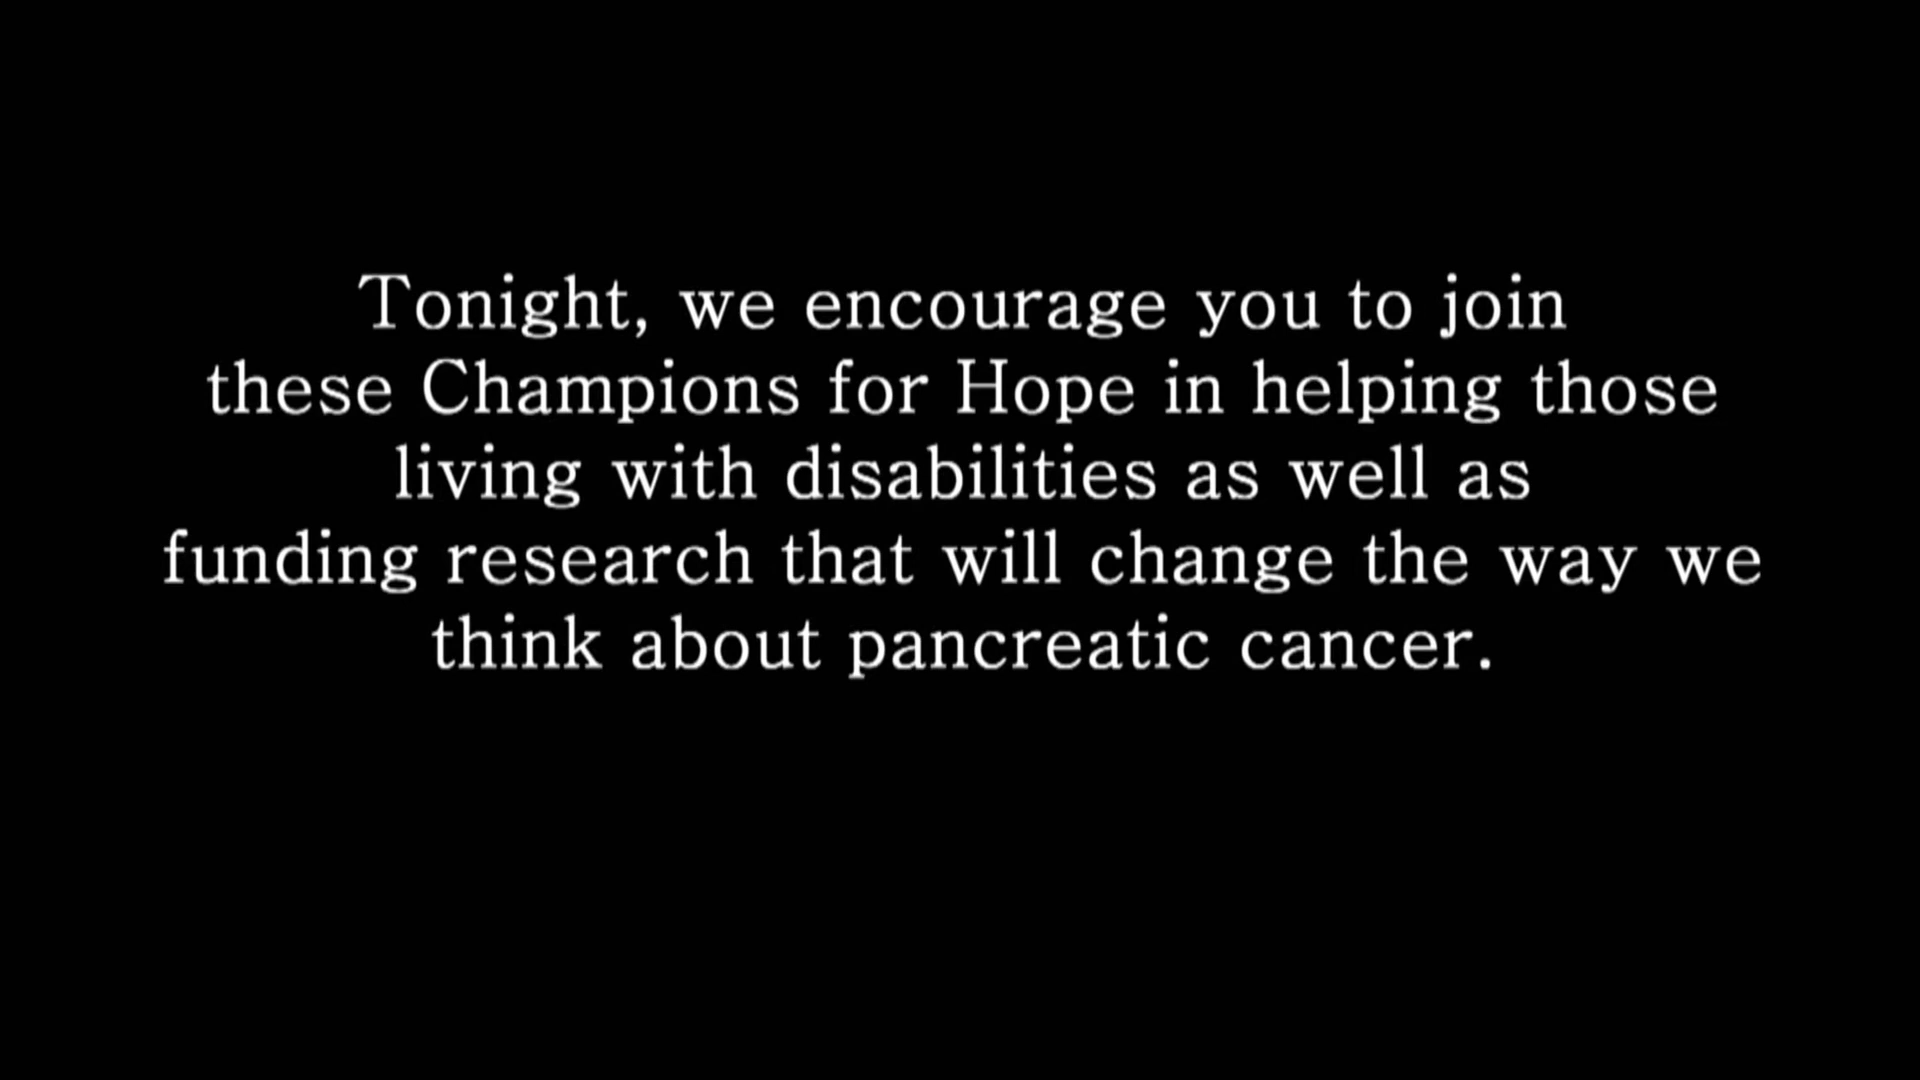 Tonight, we encourage you to join
these Champions for Hope in helping those
living with disabilities as well as
funding research that will change the way we
think about pancreatic cancer.